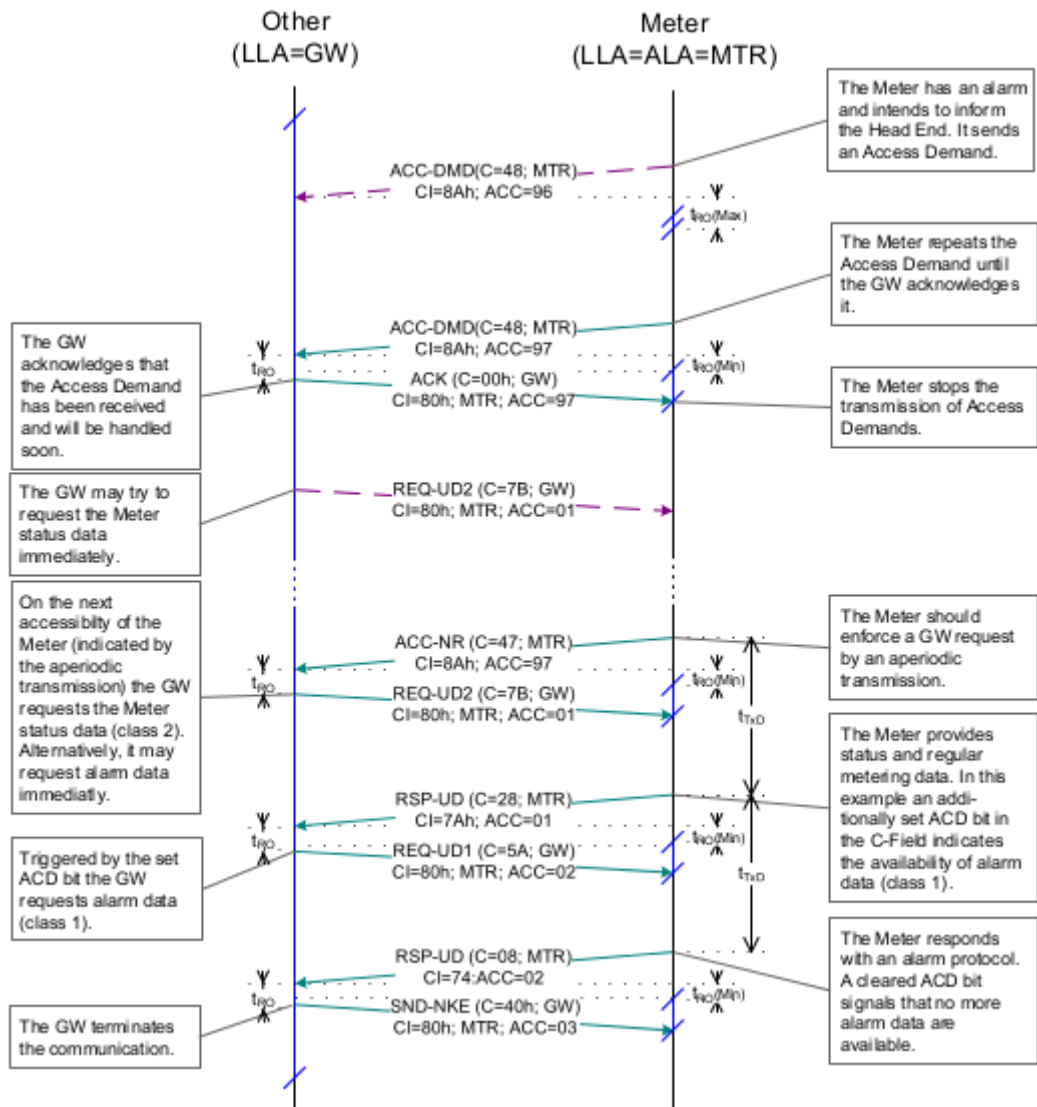 Other
(LLA=GW)
Meter
(LLA=ALA=MTR)
The Meter has an alarm
and intends to inform
the Head End. It sends
an Access Demand.
ACC-DMD(C=48; MTR)
CI=8Ah; ACC=96
tRO(Max)
The Meter repeats the
Access Demand until
the GW acknowledges
it.
ACC-DMD(C=48; MTR)
CI=8Ah; ACC=97
tRO
tRO(Min)
The GW
acknowledges that
the Access Demand
has been received
and will be handled
soon.
ACK (C=00h; GW)
CI=80h; MTR; ACC=97
The Meter stops the
transmission of Access
Demands.
The GW may try to
request the Meter
status data
immediately.
REQ-UD2 (C=7B; GW)
CI=80h; MTR; ACC=01
On the next
accessibilty of the
Meter (indicated by
the aperiodic
transmission) the GW
requests the Meter
status data (class 2).
Alternatively, it may
request alarm data
immediatly.
ACC-NR (C=47; MTR)
CI=8Ah; ACC=97
tRO
tRO(Min)
The Meter should
enforce a GW request
by an aperiodic
transmission.
REQ-UD2 (C=7B; GW)
CI=80h; MTR; ACC=01
tTxD
The Meter provides
status and regular
metering data. In this
example an addi-
tionally set ACD bit in
the C-Field indicates
the availability of alarm
data (class 1).
RSP-UD (C=28; MTR)
CI=7Ah; ACC=01
tRO
tRO(Min)
Triggered by the set
ACD bit the GW
requests alarm data
(class 1).
REQ-UD1 (C=5A; GW)
CI=80h; MTR; ACC=02
tTxD
The Meter responds
with an alarm protocol.
A cleared ACD bit
signals that no more
alarm data are
available.
RSP-UD (C=08; MTR)
CI=74:ACC=02
tRO
tRO(Min)
SND-NKE (C=40h; GW)
CI=80h; MTR; ACC=03
The GW terminates
the communication.